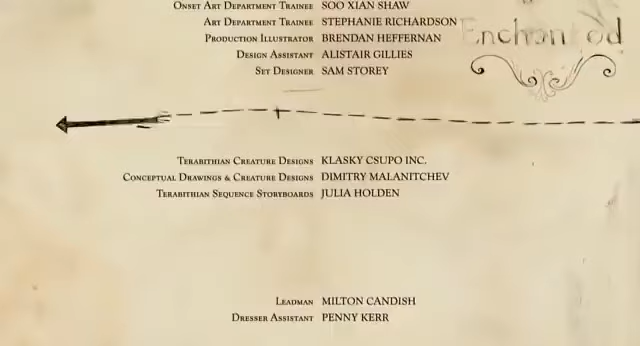 ONSET ART DEPARTMENT TRAINEE SOO XIAN SHAW
ART DEPARTMENT TRAINEE STEPHANIE RICHARDSON
PRODUCTION ILLUSTRATOR BRENDAN HEFFERNAN
Enchanted
DESIGN ASSISTANT ALISTAIR GILLIES
SET DESIGNER SAM STOREY
TERABITHIAN CREATURE DESIGNS KLASKY CSUPO INC.
CONCEPTUAL DRAWINGS & CREATURE DESIGNS DIMITRY MALANITCHEV
TERABITHIAN SEQUENCE STORYBOARDS JULIA HOLDEN
LEADMAN MILTON CANDISH
DRESSER ASSISTANT PENNY KERR